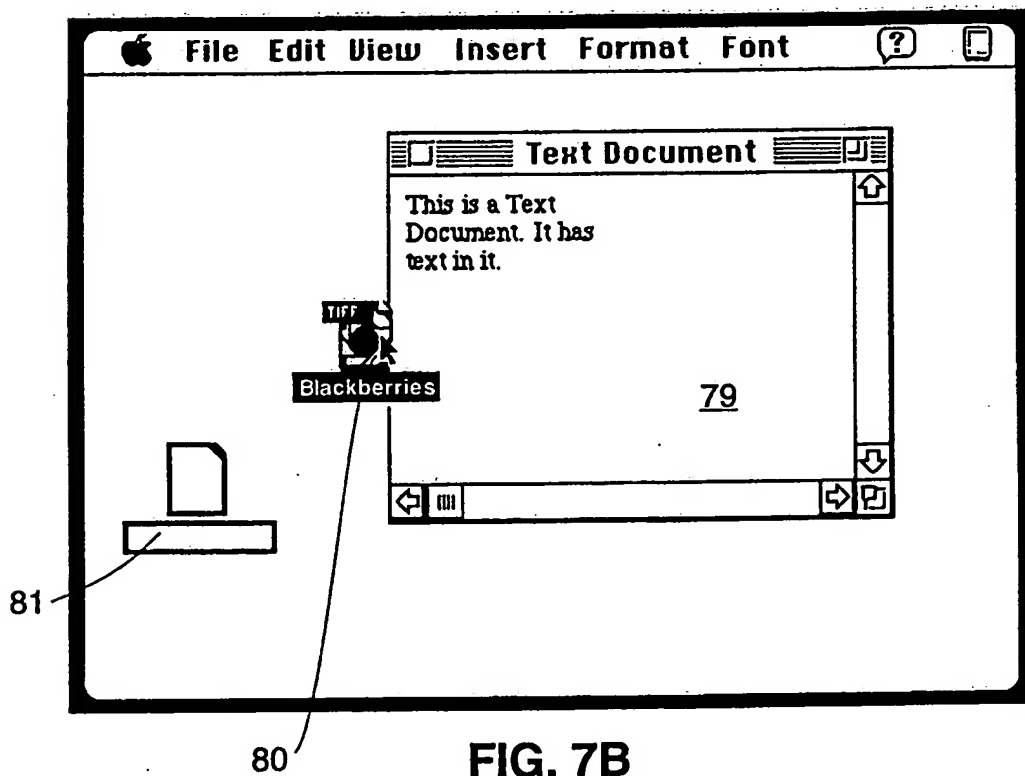 File Edit View Insert Format Font ?
Text Document
This is a Text
Document. It has
text in it.
TIFF
Blackberries
79
81
80
FIG. 7B